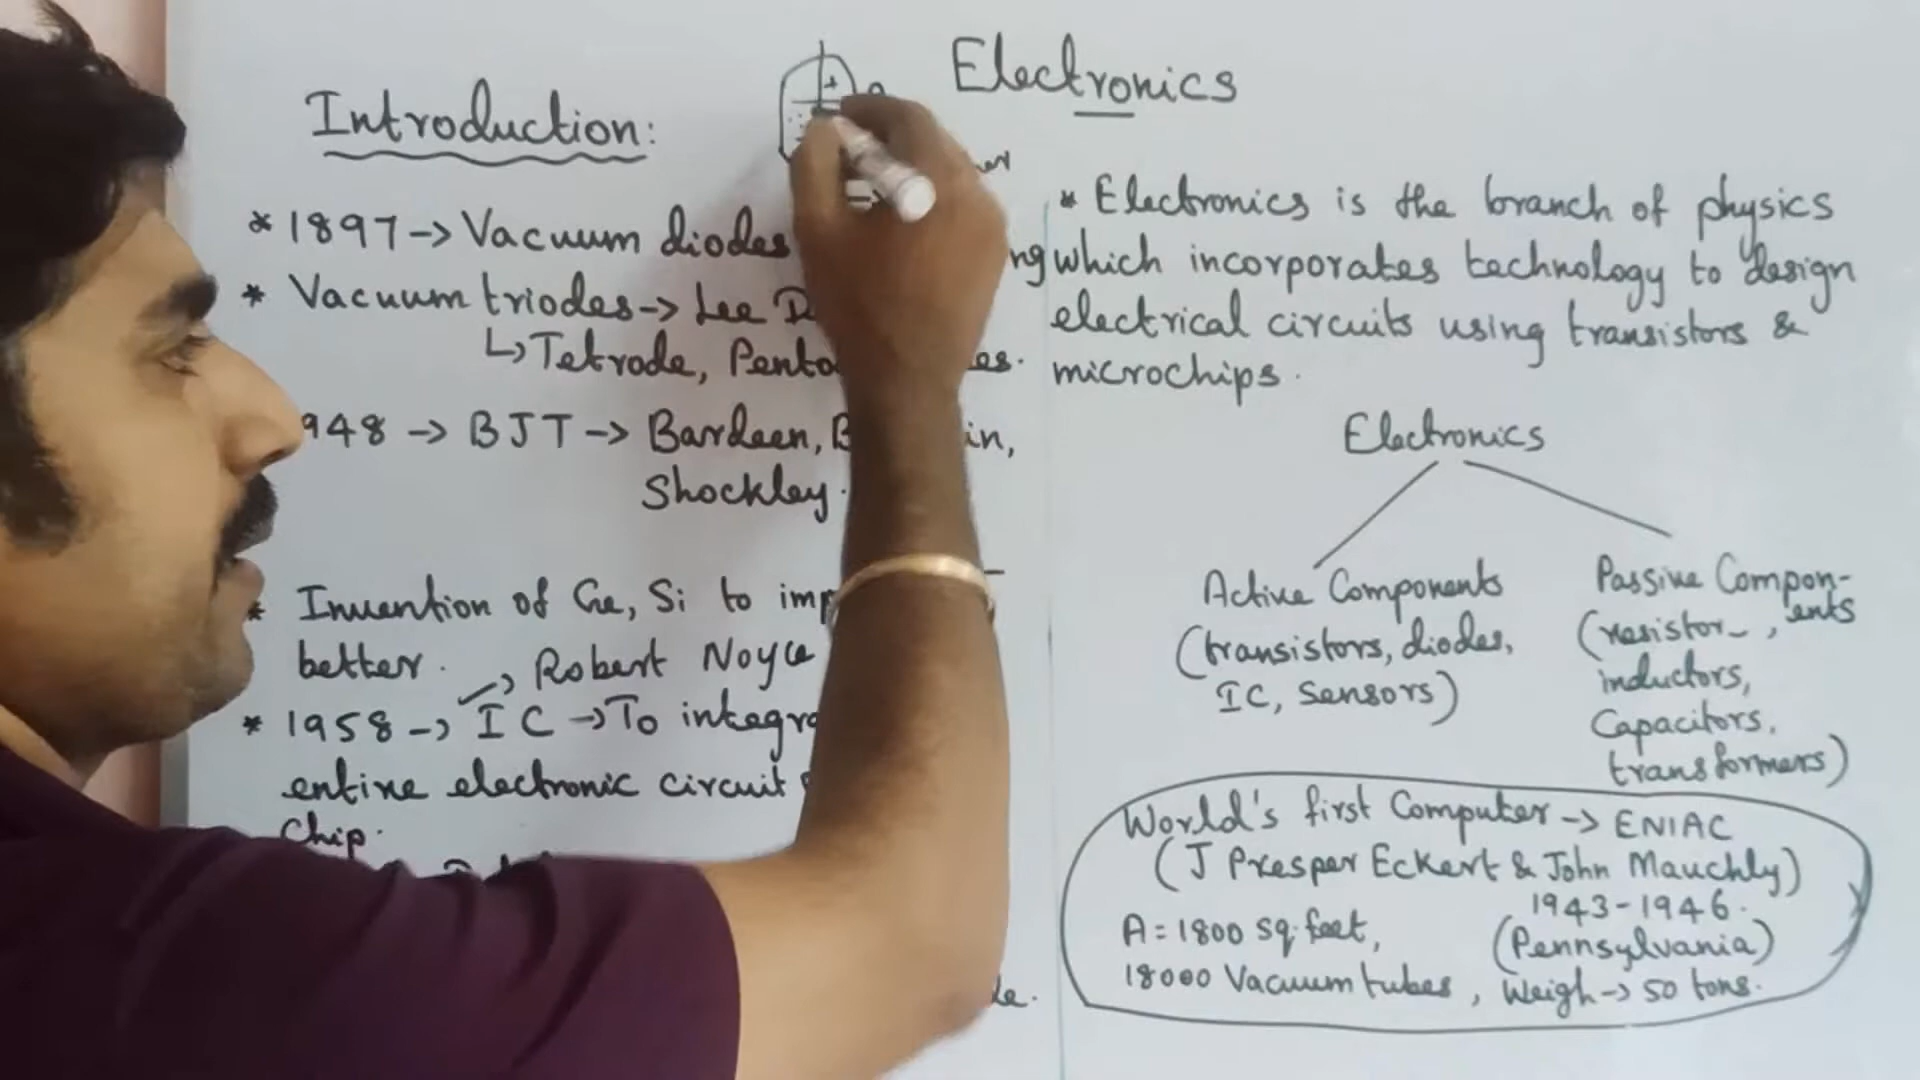 Electronics
Introduction:
* 1897 -> Vacuum diodes
* Vacuum triodes -> Lee
↳ Tetrode,
948 -> BJT -> Bardeen,
Shockley.
* Invention of Ge, Si to
better.
-> Robert Noyce
* 1958 -> IC -> To
entire electronic circuit
Chip.
* Electronics is the branch of physics
which incorporates technology to design
electrical circuits using transistors &
microchips.
Electronics
Active Components
(transistors, diodes,
IC, Sensors)
Passive Compon-
ents
(resistor ,
inductors,
Capacitors,
transformers)
World's first Computer -> ENIAC
(J Presper Eckert & John Mauchly)
1943-1946.
A = 1800 sq. feet,
(Pennsylvania)
18000 Vacuum tubes, Weigh -> 50 tons.